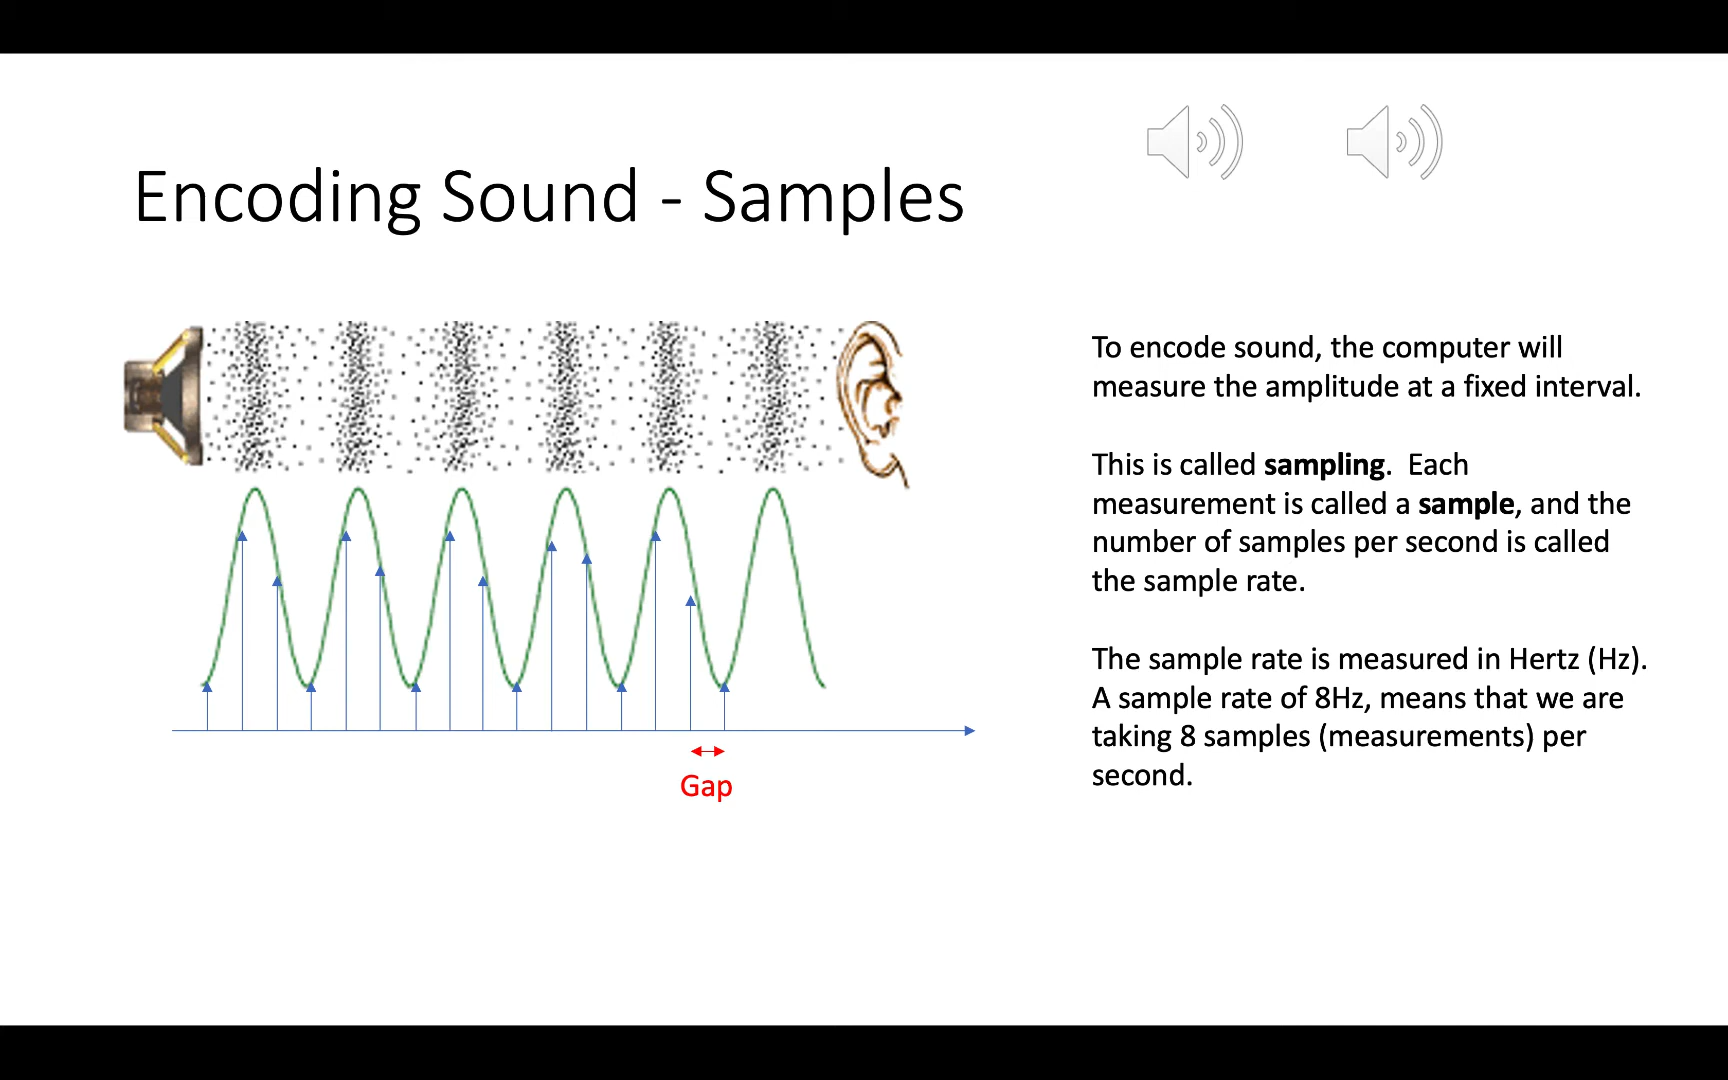 Encoding Sound - Samples
To encode sound, the computer will
measure the amplitude at a fixed interval.
This is called sampling. Each
measurement is called a sample, and the
number of samples per second is called
the sample rate.
The sample rate is measured in Hertz (Hz).
A sample rate of 8Hz, means that we are
taking 8 samples (measurements) per
second.
Gap